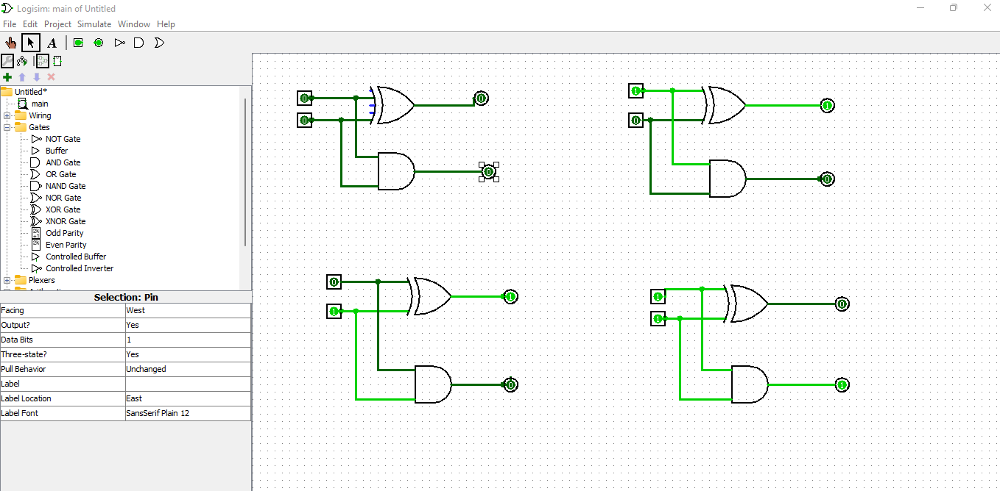 Logisim: main of Untitled
File Edit Project Simulate Window Help
A
Untitled*
main
Wiring
Gates
NOT Gate
Buffer
AND Gate
OR Gate
NAND Gate
NOR Gate
XOR Gate
XNOR Gate
Odd Parity
Even Parity
Controlled Buffer
Controlled Inverter
Plexers
Selection: Pin
Facing West
Output? Yes
Data Bits 1
Three-state? Yes
Pull Behavior Unchanged
Label
Label Location East
Label Font SansSerif Plain 12
0 0
0
0
1 1
0
0
0 1
1
0
1 0
1
1